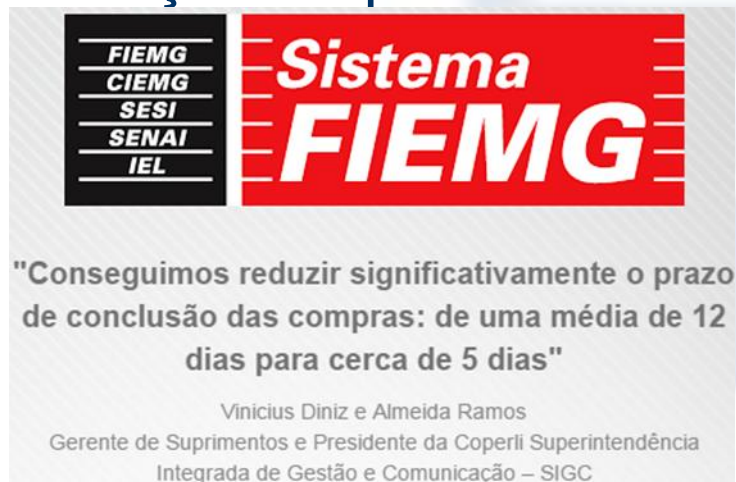 FIEMG
CIEMG
SESI
SENAI
IEL
Sistema
FIEMG
"Conseguimos reduzir significativamente o prazo
de conclusão das compras: de uma média de 12
dias para cerca de 5 dias"
Vinicius Diniz e Almeida Ramos
Gerente de Suprimentos e Presidente da Coperli Superintendência
Integrada de Gestão e Comunicação – SIGC